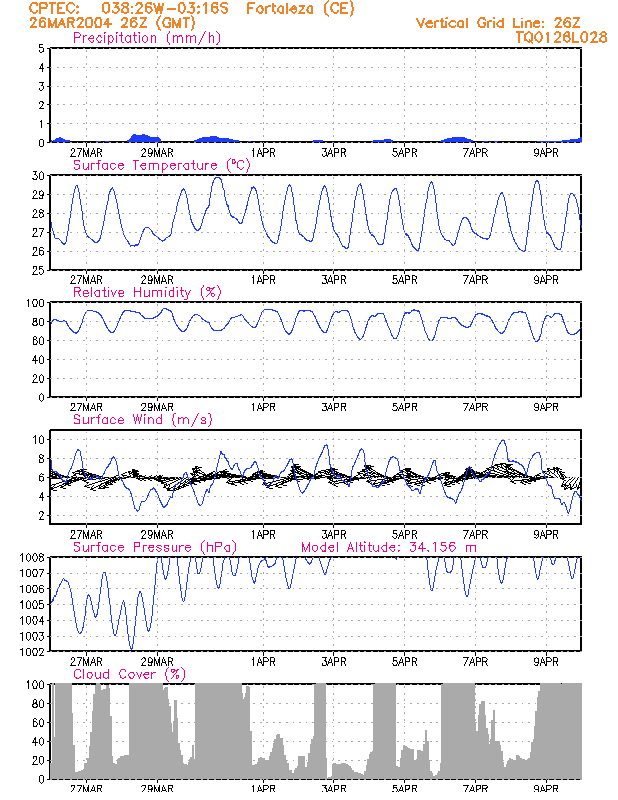 CPTEC: 038:26W-03:16S Fortaleza (CE)
26MAR2004 26Z (GMT) Vertical Grid Line: 26Z
Precipitation (mm/h) TQ0126L028
5
4
3
2
1
0
27MAR 29MAR 1APR 3APR 5APR 7APR 9APR
Surface Temperature (°C)
30
29
28
27
26
25
27MAR 29MAR 1APR 3APR 5APR 7APR 9APR
Relative Humidity (%)
100
80
60
40
20
0
27MAR 29MAR 1APR 3APR 5APR 7APR 9APR
Surface Wind (m/s)
10
8
6
4
2
27MAR 29MAR 1APR 3APR 5APR 7APR 9APR
Surface Pressure (hPa) Model Altitude: 34.156 m
1008
1007
1006
1005
1004
1003
1002
27MAR 29MAR 1APR 3APR 5APR 7APR 9APR
Cloud Cover (%)
100
80
60
40
20
0
27MAR 29MAR 1APR 3APR 5APR 7APR 9APR